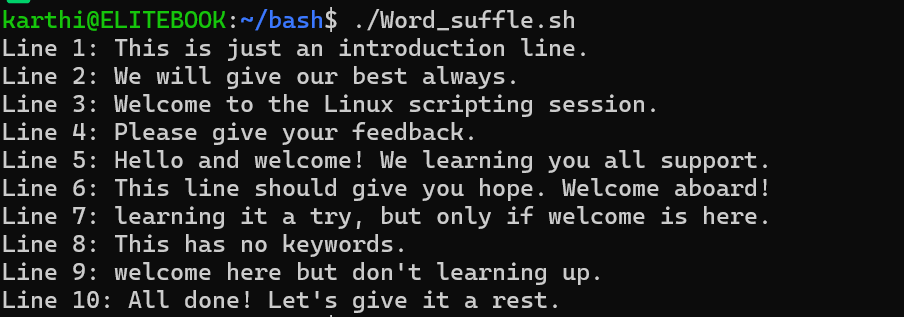 karthi@ELITEBOOK:~/bash$ ./Word_suffle.sh
Line 1: This is just an introduction line.
Line 2: We will give our best always.
Line 3: Welcome to the Linux scripting session.
Line 4: Please give your feedback.
Line 5: Hello and welcome! We learning you all support.
Line 6: This line should give you hope. Welcome aboard!
Line 7: learning it a try, but only if welcome is here.
Line 8: This has no keywords.
Line 9: welcome here but don't learning up.
Line 10: All done! Let's give it a rest.